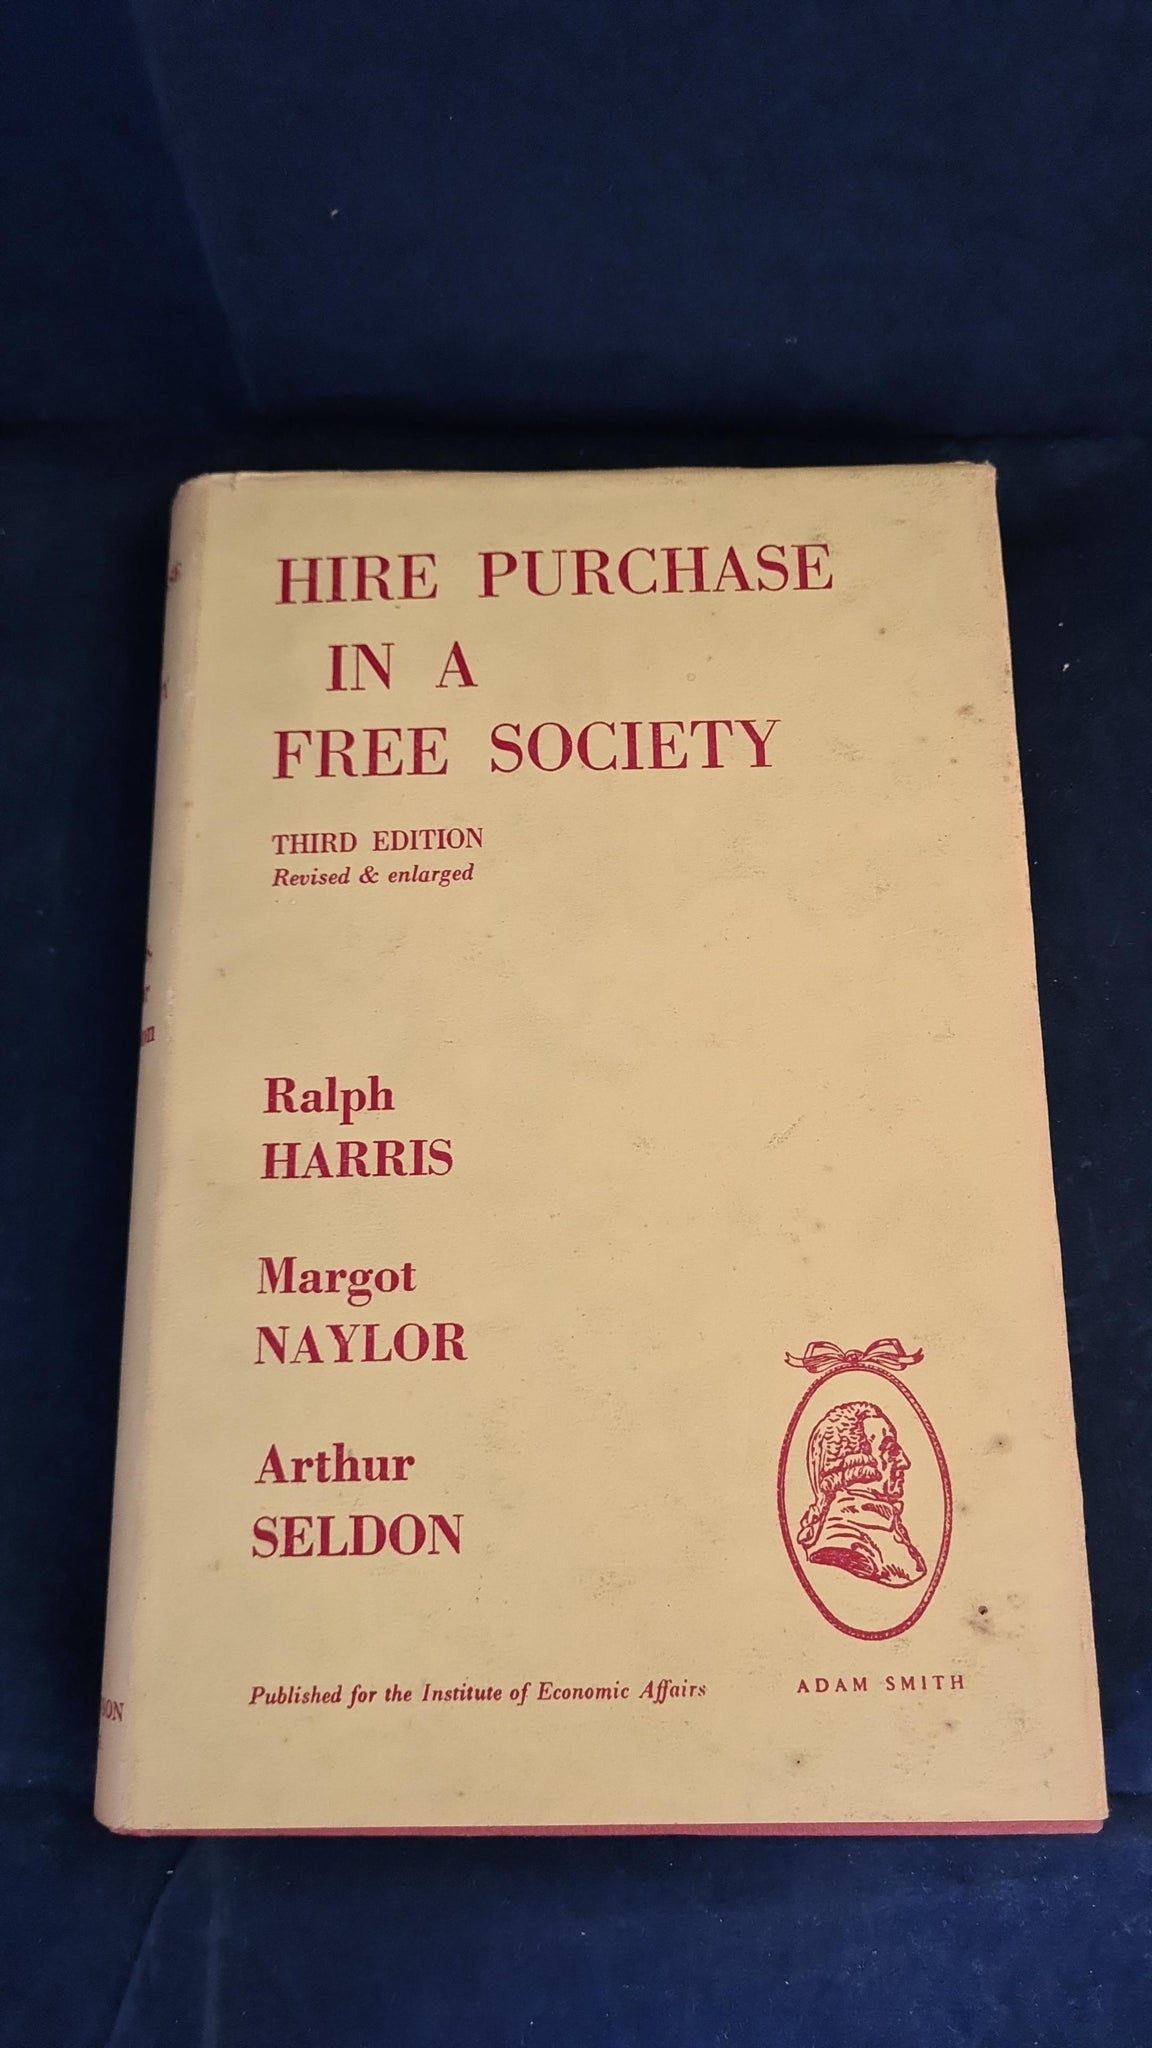 HIRE PURCHASE
IN A
FREE SOCIETY
THIRD EDITION
Revised & enlarged
Ralph
HARRIS
Margot
NAYLOR
Arthur
SELDON
Published for the Institute of Economic Affairs
ADAM SMITH